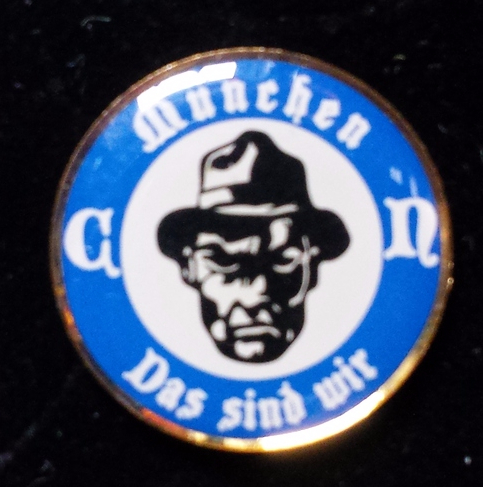 München
C N
Das sind wir